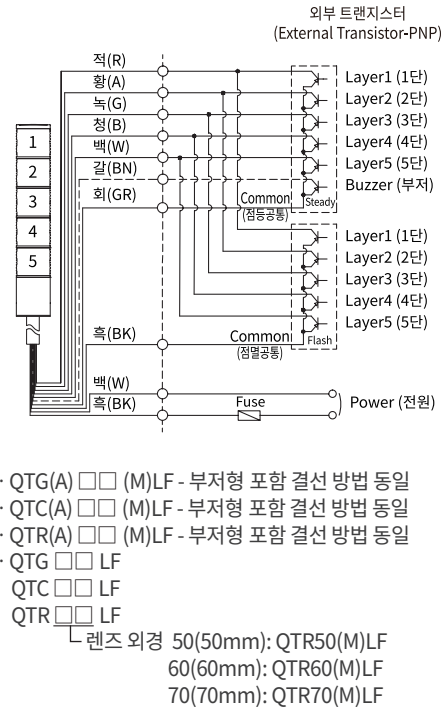 외부 트랜지스터
(External Transistor-PNP)
적(R)
황(A)
녹(G)
청(B)
백(W)
갈(BN)
회(GR)
1
2
3
4
5
Layer1 (1단)
Layer2 (2단)
Layer3 (3단)
Layer4 (4단)
Layer5 (5단)
Buzzer (부저)
Common
(점등공통)
Steady
Layer1 (1단)
Layer2 (2단)
Layer3 (3단)
Layer4 (4단)
Layer5 (5단)
흑(BK)
Common
(점멸공통)
Flash
백(W)
흑(BK)
Fuse
Power (전원)
· QTG(A) □□ (M)LF - 부저형 포함 결선 방법 동일
· QTC(A) □□ (M)LF - 부저형 포함 결선 방법 동일
· QTR(A) □□ (M)LF - 부저형 포함 결선 방법 동일
· QTG □□ LF
QTC □□ LF
QTR □□ LF
렌즈 외경 50(50mm): QTR50(M)LF
60(60mm): QTR60(M)LF
70(70mm): QTR70(M)LF